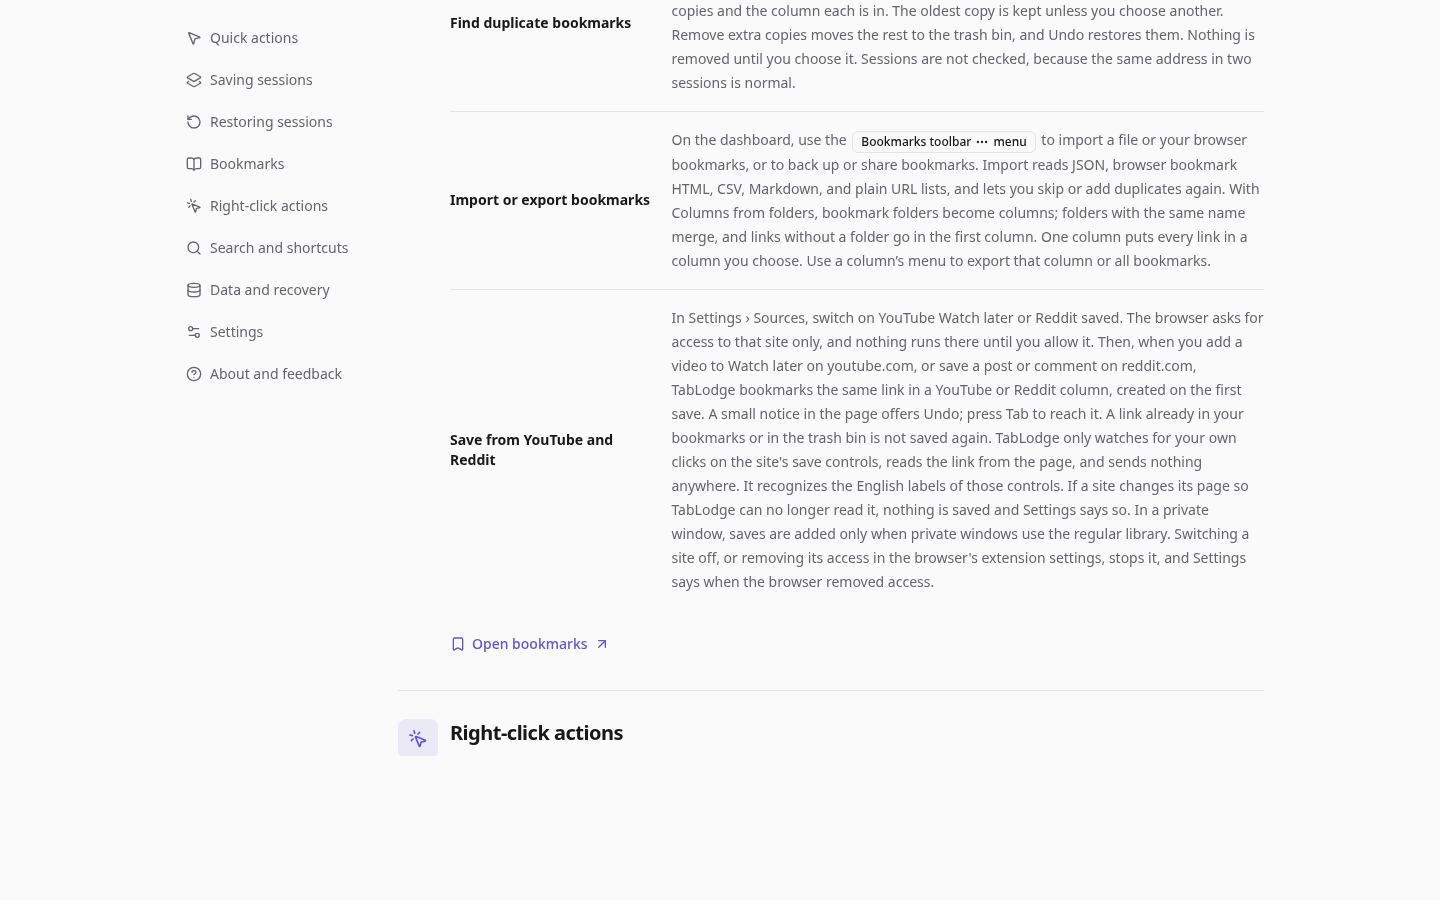 Quick actions
Saving sessions
Restoring sessions
Bookmarks
Right-click actions
Search and shortcuts
Data and recovery
Settings
About and feedback
Find duplicate bookmarks
copies and the column each is in. The oldest copy is kept unless you choose another.
Remove extra copies moves the rest to the trash bin, and Undo restores them. Nothing is
removed until you choose it. Sessions are not checked, because the same address in two
sessions is normal.
Import or export bookmarks
On the dashboard, use the Bookmarks toolbar ••• menu to import a file or your browser
bookmarks, or to back up or share bookmarks. Import reads JSON, browser bookmark
HTML, CSV, Markdown, and plain URL lists, and lets you skip or add duplicates again. With
Columns from folders, bookmark folders become columns; folders with the same name
merge, and links without a folder go in the first column. One column puts every link in a
column you choose. Use a column’s menu to export that column or all bookmarks.
Save from YouTube and
Reddit
In Settings › Sources, switch on YouTube Watch later or Reddit saved. The browser asks for
access to that site only, and nothing runs there until you allow it. Then, when you add a
video to Watch later on youtube.com, or save a post or comment on reddit.com,
TabLodge bookmarks the same link in a YouTube or Reddit column, created on the first
save. A small notice in the page offers Undo; press Tab to reach it. A link already in your
bookmarks or in the trash bin is not saved again. TabLodge only watches for your own
clicks on the site's save controls, reads the link from the page, and sends nothing
anywhere. It recognizes the English labels of those controls. If a site changes its page so
TabLodge can no longer read it, nothing is saved and Settings says so. In a private
window, saves are added only when private windows use the regular library. Switching a
site off, or removing its access in the browser's extension settings, stops it, and Settings
says when the browser removed access.
Open bookmarks
Right-click actions